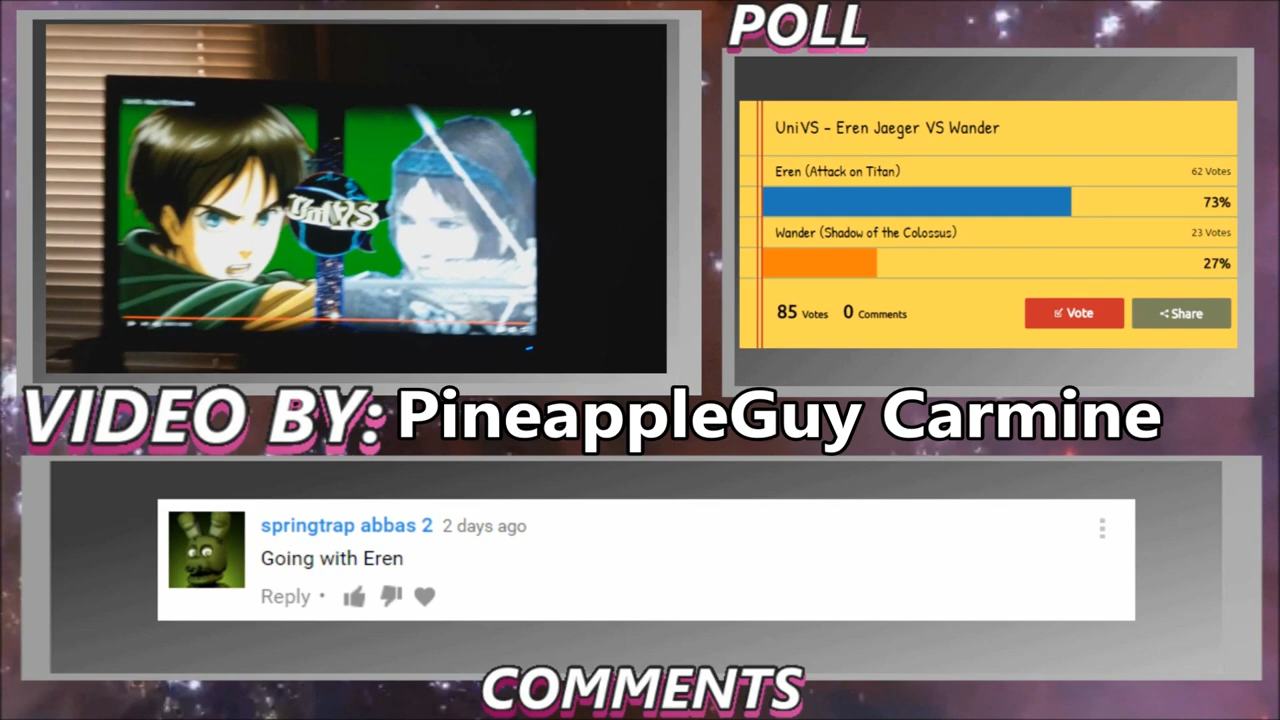 POLL
UniVS
UniVS - Eren Jaeger VS Wander
Eren (Attack on Titan)
62 Votes
73%
Wander (Shadow of the Colossus)
23 Votes
27%
85 Votes
0 Comments
Vote
Share
VIDEO BY: PineappleGuy Carmine
springtrap abbas 2 2 days ago
Going with Eren
Reply •
COMMENTS